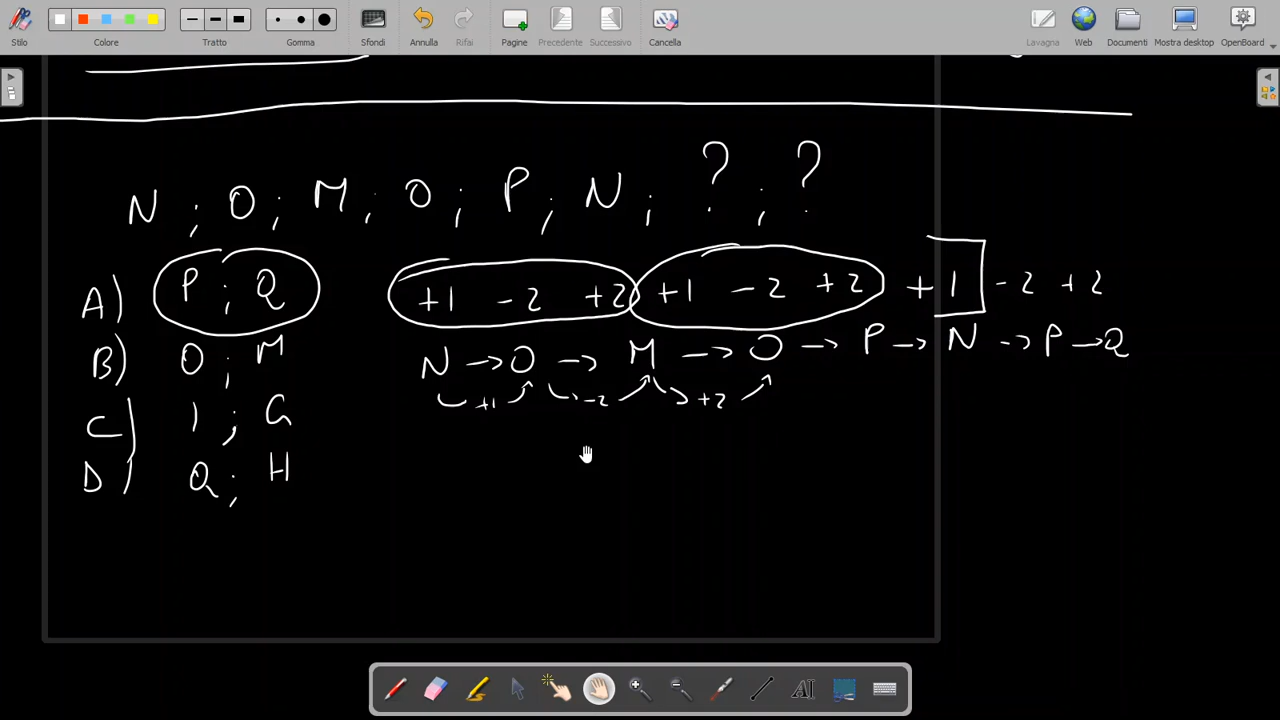 Stilo Colore Tratto Gomma Sfondi Annulla Rifai Pagine Precedente Successivo Cancella Lavagna Web Documenti Mostra desktop OpenBoard
N ; O ; M ; O ; P ; N ; ? ; ?
A) P ; Q +1 -2 +2 +1 -2 +2 +1 -2 +2
B) O ; M N → O → M → O → P → N → P → Q
+1 -2 +2
C) I ; G
D) Q ; H
AI